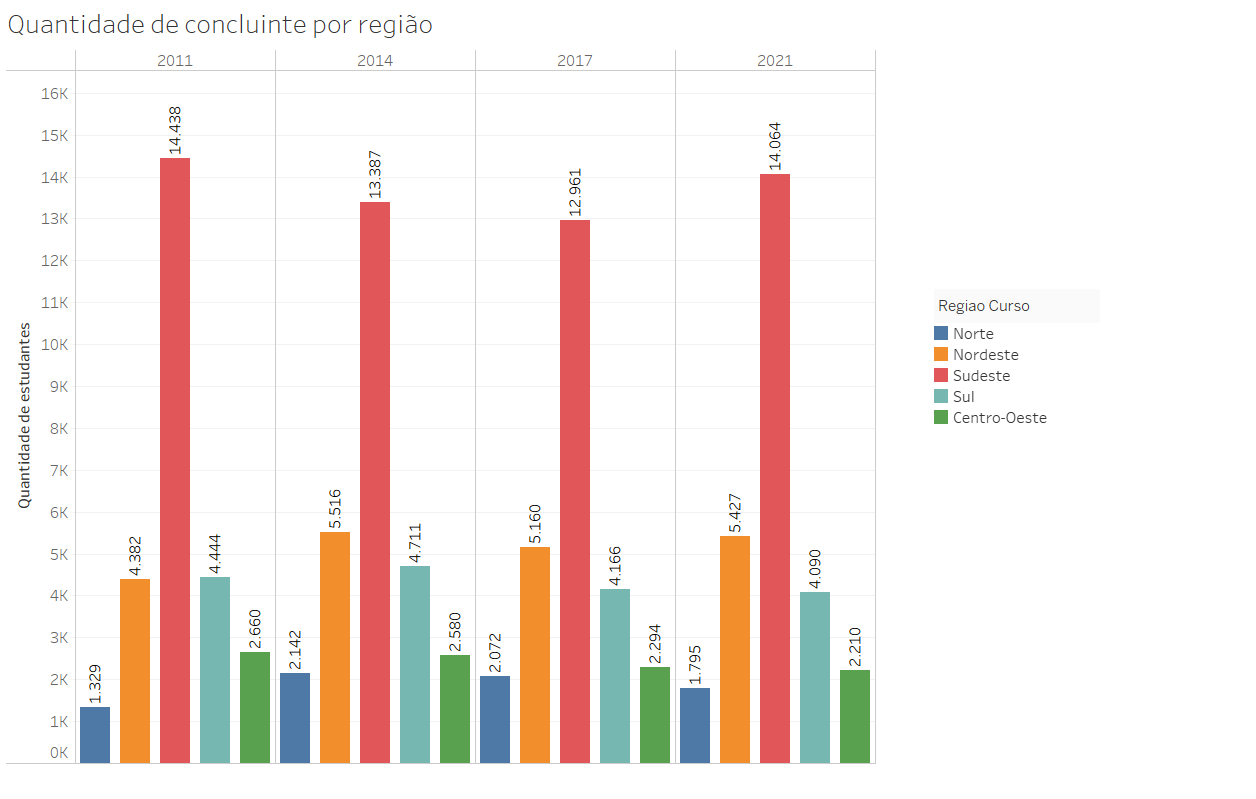 Quantidade de concluinte por região
2011 2014 2017 2021
Quantidade de estudantes
16K
15K
14K
13K
12K
11K
10K
9K
8K
7K
6K
5K
4K
3K
2K
1K
0K
1.329
4.382
14.438
4.444
2.660
2.142
5.516
13.387
4.711
2.580
2.072
5.160
12.961
4.166
2.294
1.795
5.427
14.064
4.090
2.210
Regiao Curso
Norte
Nordeste
Sudeste
Sul
Centro-Oeste